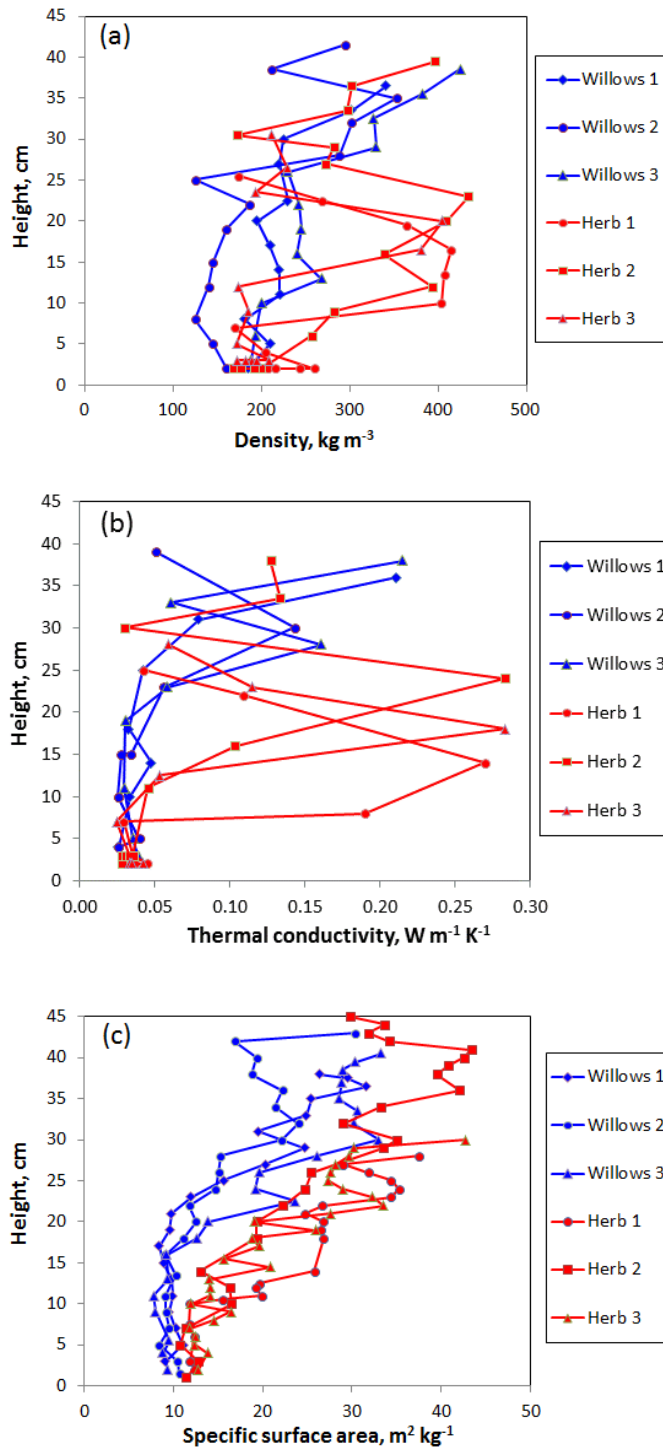 (a)
45
40
35
30
25
20
15
10
5
0
Height, cm
0 100 200 300 400 500
Density, kg m⁻³
Willows 1
Willows 2
Willows 3
Herb 1
Herb 2
Herb 3
(b)
45
40
35
30
25
20
15
10
5
0
Height, cm
0.00 0.05 0.10 0.15 0.20 0.25 0.30
Thermal conductivity, W m⁻¹ K⁻¹
Willows 1
Willows 2
Willows 3
Herb 1
Herb 2
Herb 3
(c)
45
40
35
30
25
20
15
10
5
0
Height, cm
0 10 20 30 40 50
Specific surface area, m² kg⁻¹
Willows 1
Willows 2
Willows 3
Herb 1
Herb 2
Herb 3